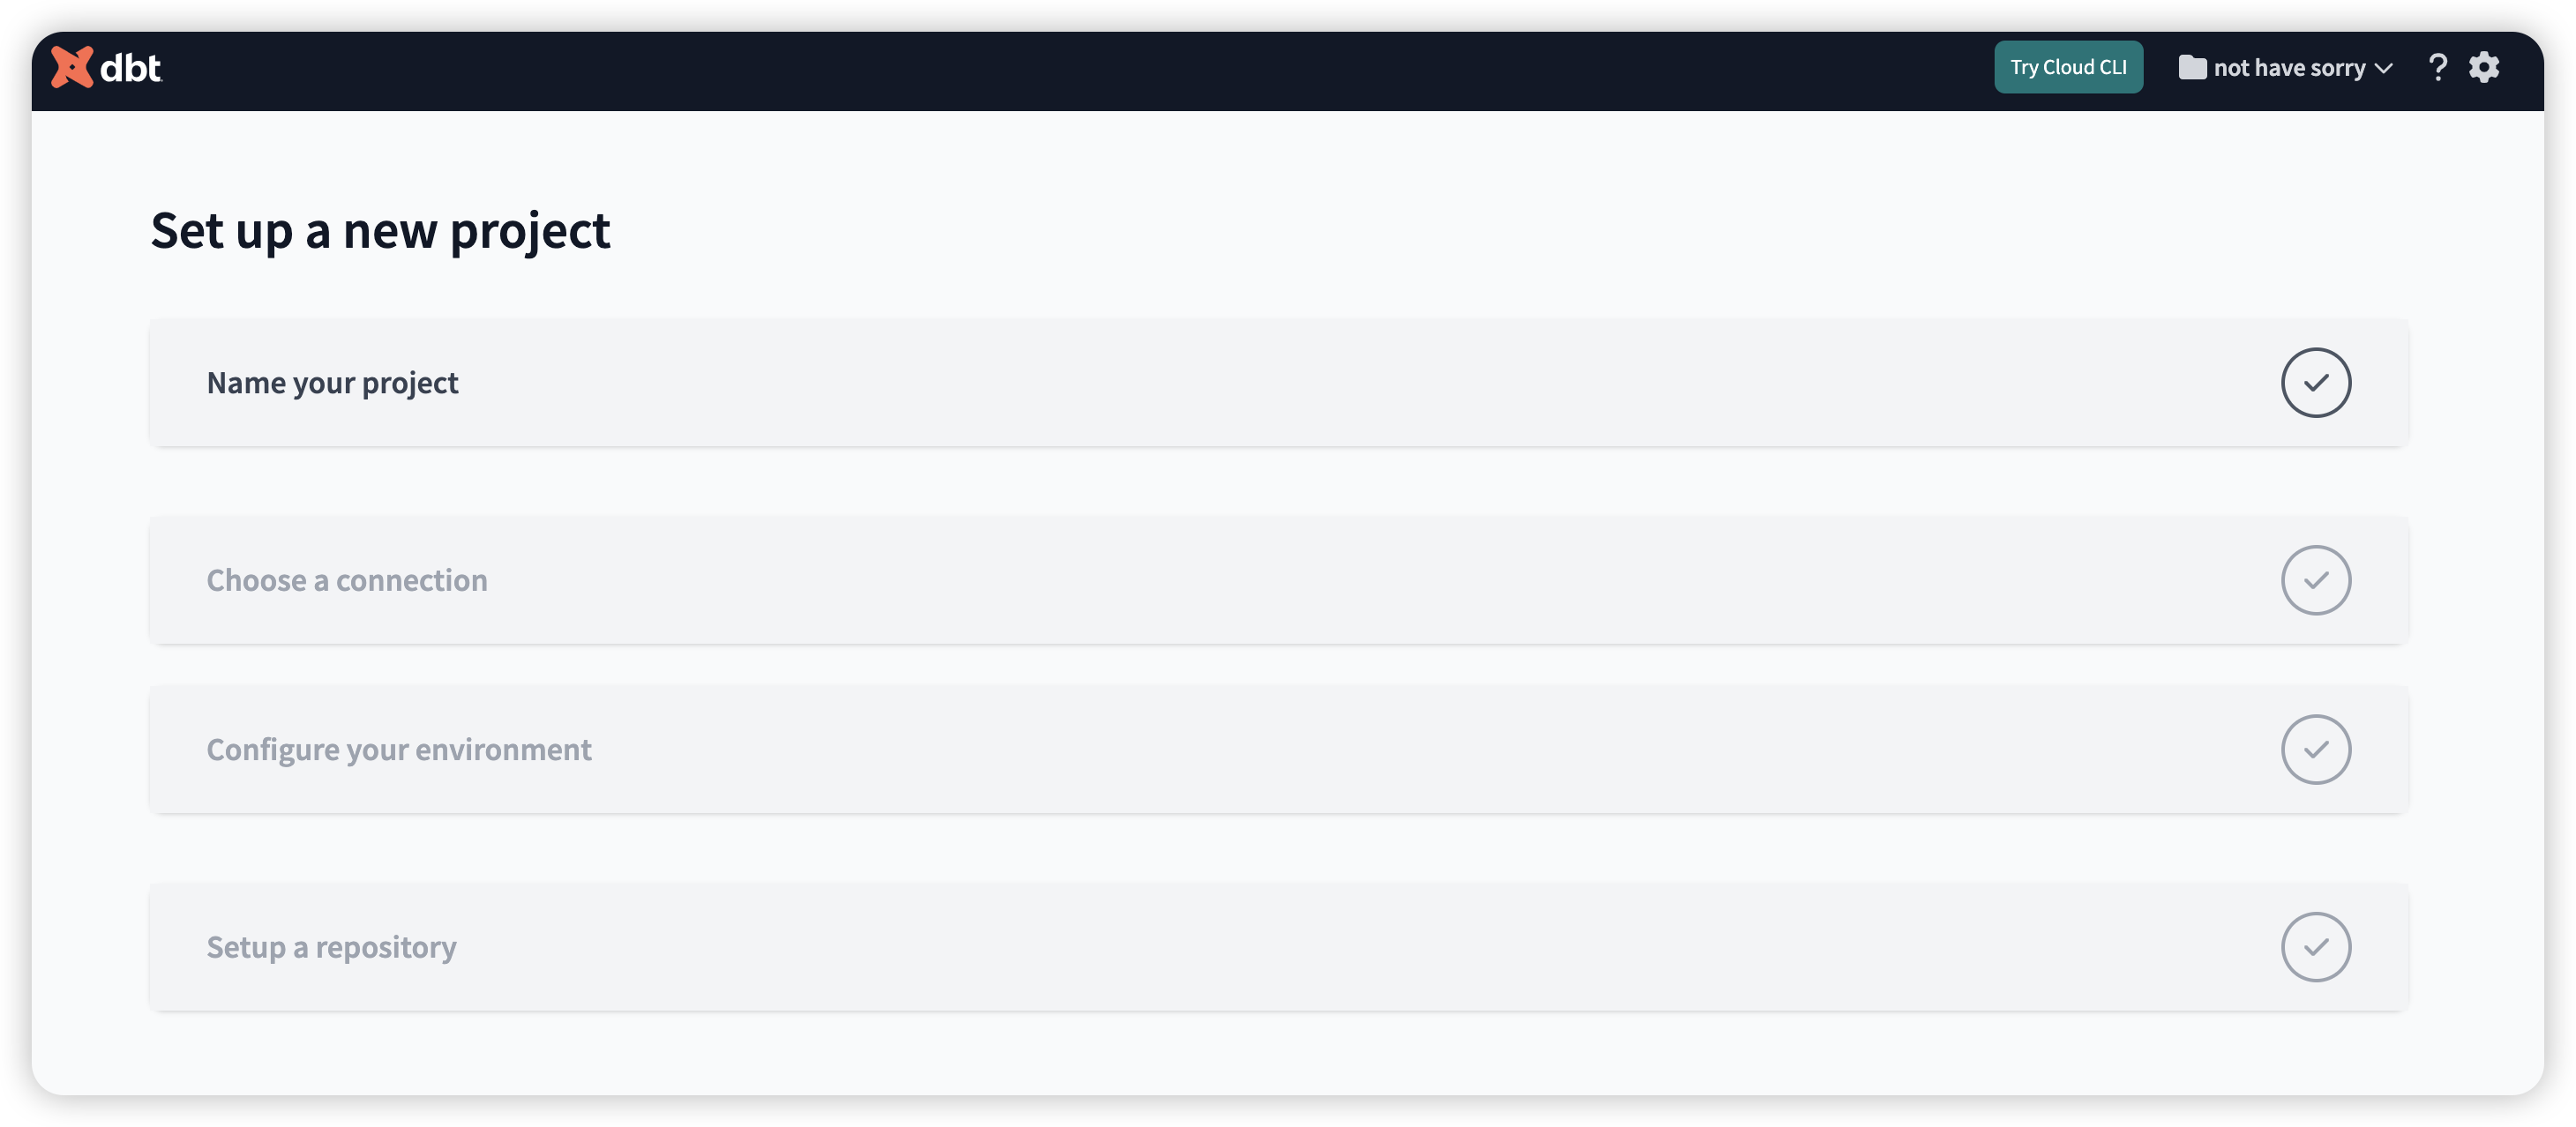 dbt
Try Cloud CLI
not have sorry
?
Set up a new project
Name your project
Choose a connection
Configure your environment
Setup a repository